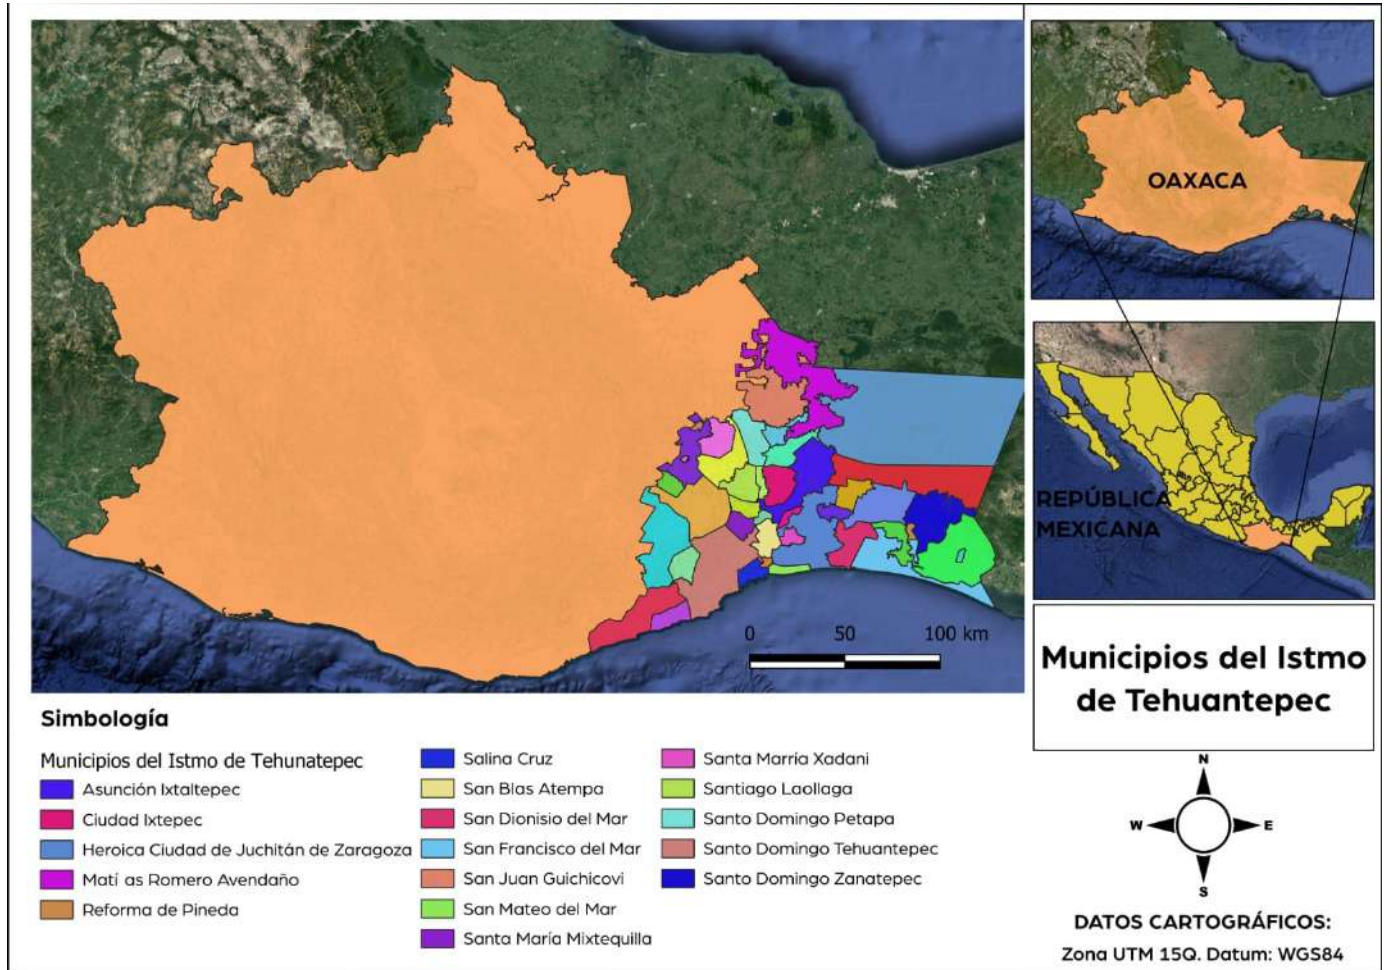 OAXACA
REPÚBLICA
MEXICANA
0 50 100 km
Municipios del Istmo
de Tehuantepec
Simbología
Municipios del Istmo de Tehunatepec
Asunción Ixtaltepec
Ciudad Ixtepec
Heroica Ciudad de Juchitán de Zaragoza
Matí as Romero Avendaño
Reforma de Pineda
Salina Cruz
San Blas Atempa
San Dionisio del Mar
San Francisco del Mar
San Juan Guichicovi
San Mateo del Mar
Santa María Mixtequilla
Santa Marría Xadani
Santiago Laollaga
Santo Domingo Petapa
Santo Domingo Tehuantepec
Santo Domingo Zanatepec
N
W E
S
DATOS CARTOGRÁFICOS:
Zona UTM 15Q. Datum: WGS84